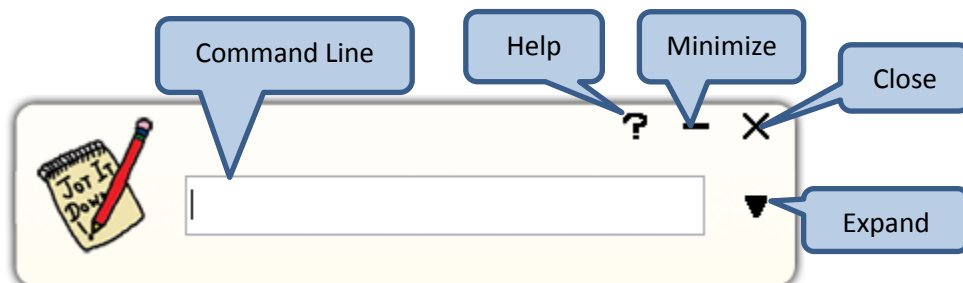 Command Line
Help
Minimize
Close
?
JOT IT
DOWN
Expand